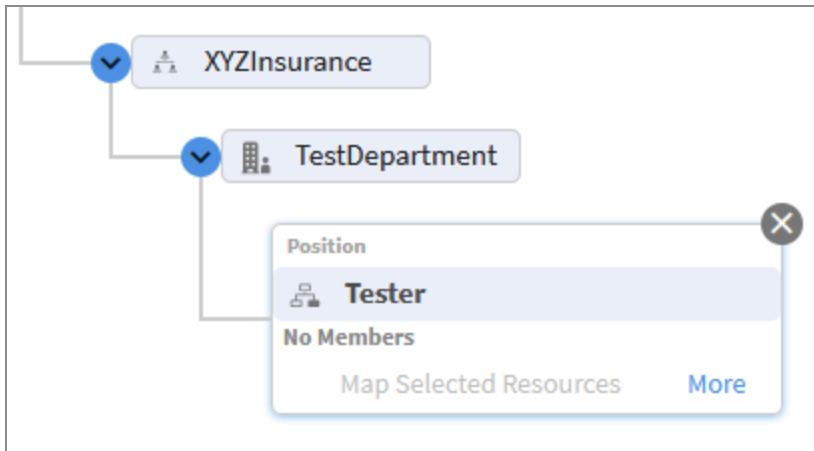 XYZInsurance
TestDepartment
Position
Tester
No Members
Map Selected Resources More